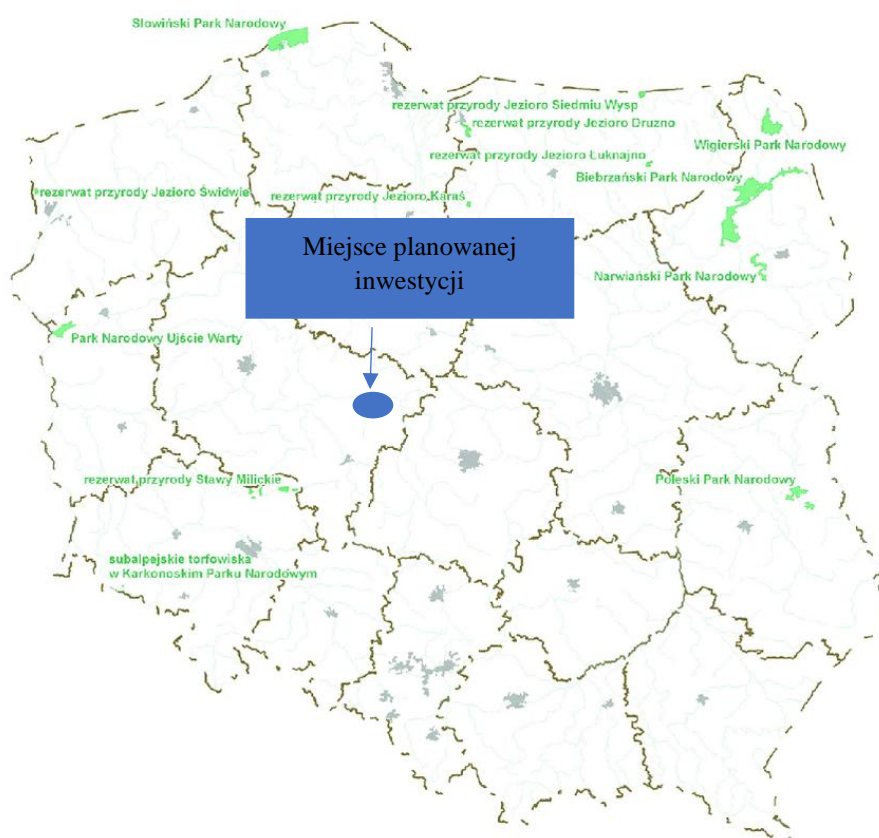 Słowiński Park Narodowy
rezerwat przyrody Jezioro Siedmiu Wysp
rezerwat przyrody Jezioro Druzno
Wigierski Park Narodowy
rezerwat przyrody Jezioro Łuknajno
Biebrzański Park Narodowy
rezerwat przyrody Jezioro Świdwie
rezerwat przyrody Jezioro Karaś
Miejsce planowanej
inwestycji
Narwiański Park Narodowy
Park Narodowy Ujście Warty
rezerwat przyrody Stawy Milickie
Poleski Park Narodowy
subalpejskie torfowiska
w Karkonoskim Parku Narodowym